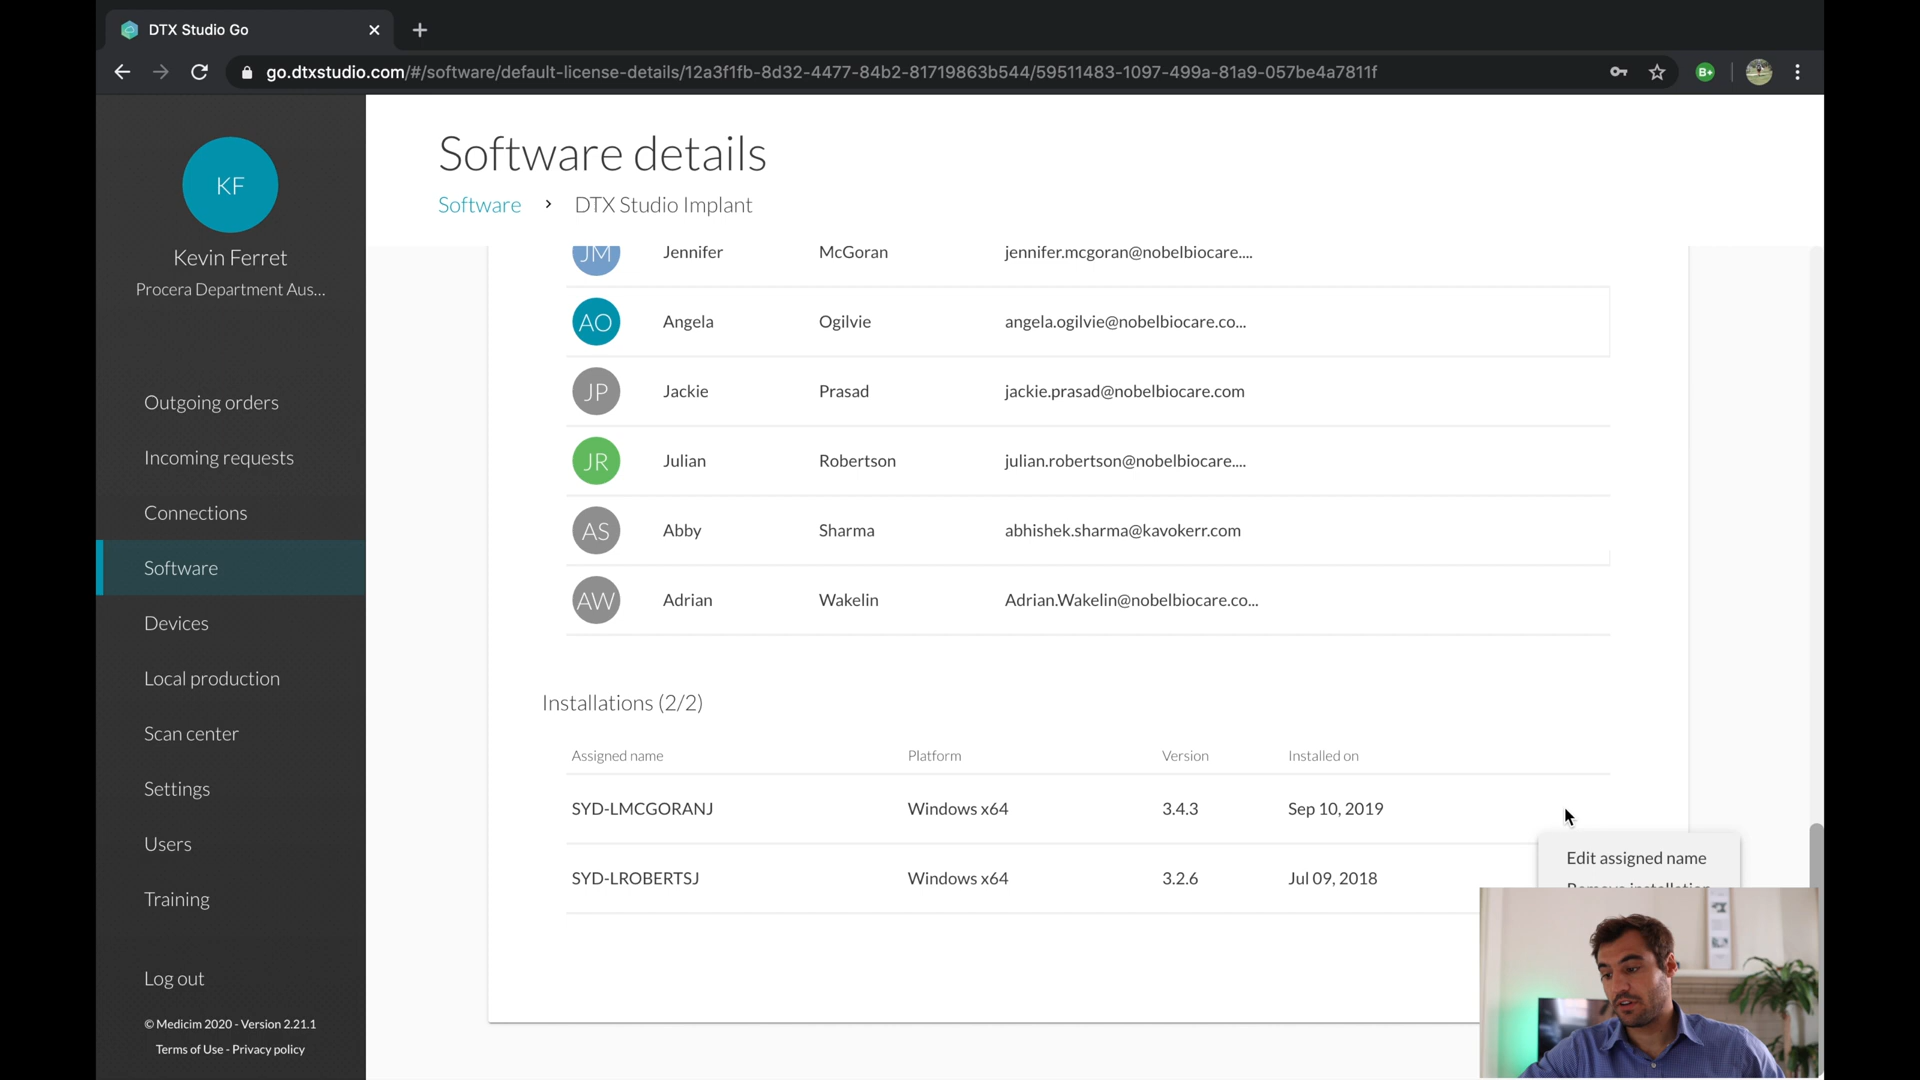 DTX Studio Go
go.dtxstudio.com/#/software/default-license-details/12a3f1fb-8d32-4477-84b2-81719863b544/59511483-1097-499a-81a9-057be4a7811f
B+
KF
Kevin Ferret
Procera Department Aus...
Outgoing orders
Incoming requests
Connections
Software
Devices
Local production
Scan center
Settings
Users
Training
Log out
© Medicim 2020 - Version 2.21.1
Terms of Use - Privacy policy
Software details
Software > DTX Studio Implant
JM Jennifer McGoran jennifer.mcgoran@nobelbiocare....
AO Angela Ogilvie angela.ogilvie@nobelbiocare.co...
JP Jackie Prasad jackie.prasad@nobelbiocare.com
JR Julian Robertson julian.robertson@nobelbiocare....
AS Abby Sharma abhishek.sharma@kavokerr.com
AW Adrian Wakelin Adrian.Wakelin@nobelbiocare.co...
Installations (2/2)
Assigned name Platform Version Installed on
SYD-LMCGORANJ Windows x64 3.4.3 Sep 10, 2019
SYD-LROBERTSJ Windows x64 3.2.6 Jul 09, 2018
Edit assigned name
Remove installation